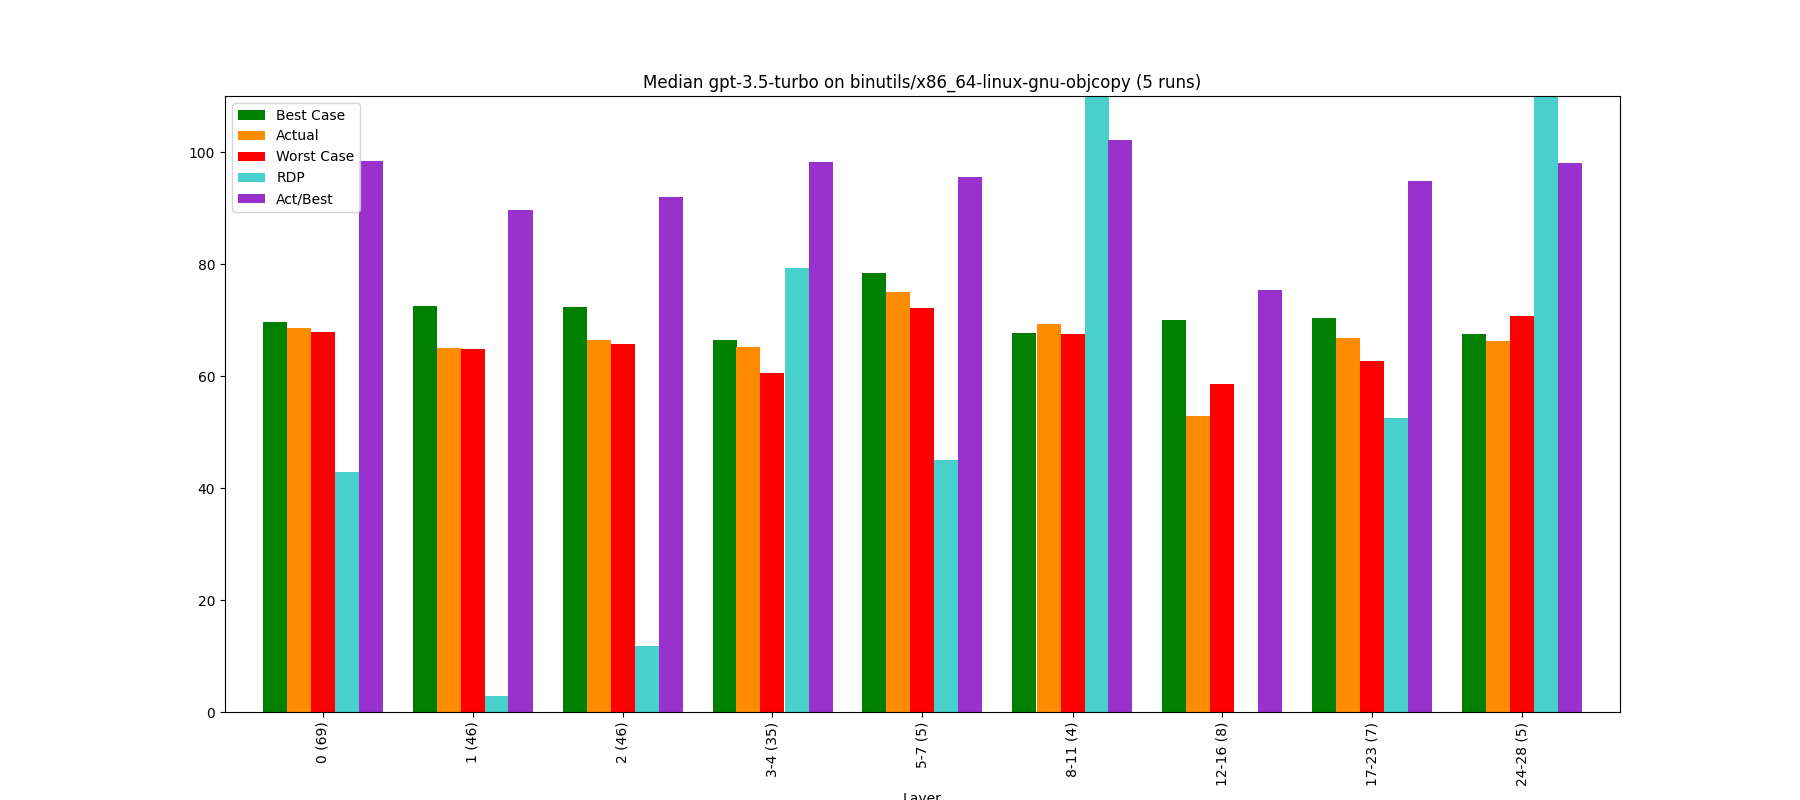 Median gpt-3.5-turbo on binutils/x86_64-linux-gnu-objcopy (5 runs)
Best Case
Actual
Worst Case
RDP
Act/Best
100
80
60
40
20
0
0 (69)
1 (46)
2 (46)
3-4 (35)
5-7 (5)
8-11 (4)
12-16 (8)
17-23 (7)
24-28 (5)
Layer